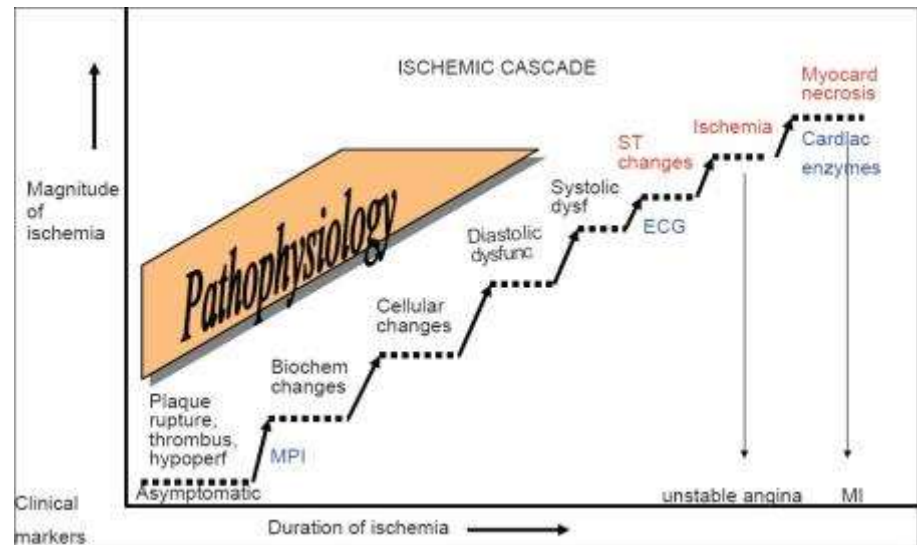 ISCHEMIC CASCADE
Magnitude
of
ischemia
Pathophysiology
Plaque
rupture,
thrombus,
hypoperf
Asymptomatic
MPI
Biochem
changes
Cellular
changes
Diastolic
dysfunc
Systolic
dysf
ST
changes
ECG
Ischemia
Myocard
necrosis
Cardiac
enzymes
unstable angina
MI
Clinical
markers
Duration of ischemia